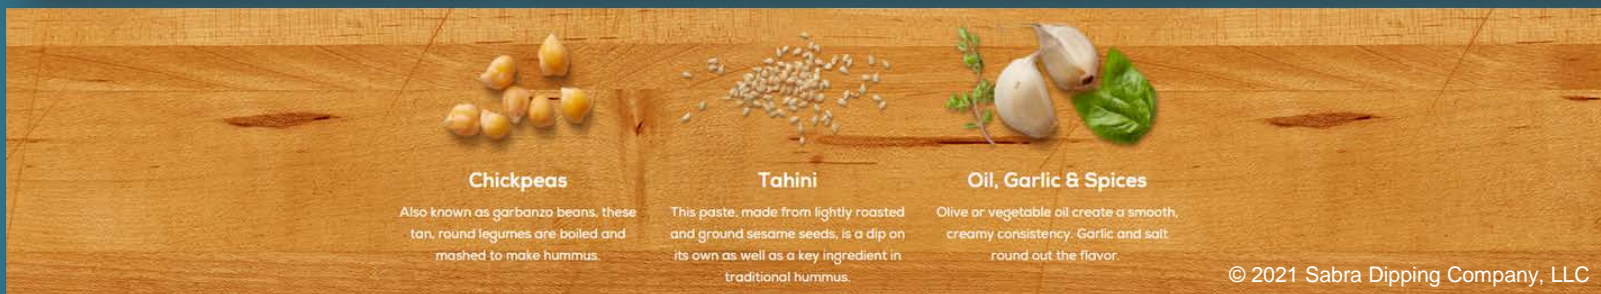 Chickpeas
Also known as garbanzo beans, these
tan, round legumes are boiled and
mashed to make hummus.
Tahini
This paste, made from lightly roasted
and ground sesame seeds, is a dip on
its own as well as a key ingredient in
traditional hummus.
Oil, Garlic & Spices
Olive or vegetable oil create a smooth,
creamy consistency. Garlic and salt
round out the flavor.
© 2021 Sabra Dipping Company, LLC